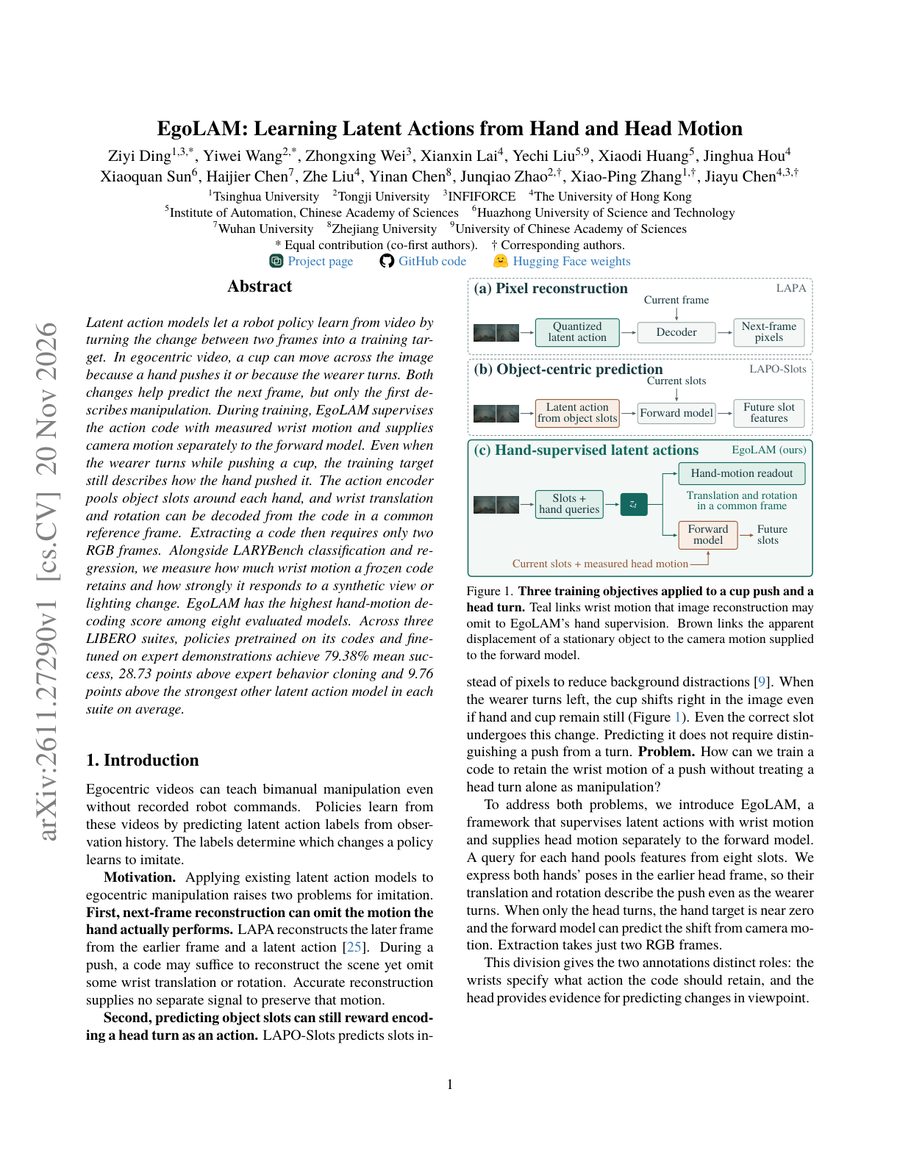 EgoLAM: Learning Latent Actions from Hand and Head Motion
Ziyi Ding1,3,*, Yiwei Wang2,*, Zhongxing Wei3, Xianxin Lai4, Yechi Liu5,9, Xiaodi Huang5, Jinghua Hou4
Xiaoquan Sun6, Haijier Chen7, Zhe Liu4, Yinan Chen8, Junqiao Zhao2,†, Xiao-Ping Zhang1,†, Jiayu Chen4,3,†
1Tsinghua University 2Tongji University 3INFIFORCE 4The University of Hong Kong
5Institute of Automation, Chinese Academy of Sciences 6Huazhong University of Science and Technology
7Wuhan University 8Zhejiang University 9University of Chinese Academy of Sciences
* Equal contribution (co-first authors). † Corresponding authors.
Project page GitHub code Hugging Face weights
arXiv:2611.27290v1 [cs.CV] 20 Nov 2026
Abstract
Latent action models let a robot policy learn from video by
turning the change between two frames into a training tar-
get. In egocentric video, a cup can move across the image
because a hand pushes it or because the wearer turns. Both
changes help predict the next frame, but only the first de-
scribes manipulation. During training, EgoLAM supervises
the action code with measured wrist motion and supplies
camera motion separately to the forward model. Even when
the wearer turns while pushing a cup, the training target
still describes how the hand pushed it. The action encoder
pools object slots around each hand, and wrist translation
and rotation can be decoded from the code in a common
reference frame. Extracting a code then requires only two
RGB frames. Alongside LARYBench classification and re-
gression, we measure how much wrist motion a frozen code
retains and how strongly it responds to a synthetic view or
lighting change. EgoLAM has the highest hand-motion de-
coding score among eight evaluated models. Across three
LIBERO suites, policies pretrained on its codes and fine-
tuned on expert demonstrations achieve 79.38% mean suc-
cess, 28.73 points above expert behavior cloning and 9.76
points above the strongest other latent action model in each
suite on average.
1. Introduction
Egocentric videos can teach bimanual manipulation even
without recorded robot commands. Policies learn from
these videos by predicting latent action labels from obser-
vation history. The labels determine which changes a policy
learns to imitate.
Motivation. Applying existing latent action models to
egocentric manipulation raises two problems for imitation.
First, next-frame reconstruction can omit the motion the
hand actually performs. LAPA reconstructs the later frame
from the earlier frame and a latent action [25]. During a
push, a code may suffice to reconstruct the scene yet omit
some wrist translation or rotation. Accurate reconstruction
supplies no separate signal to preserve that motion.
Second, predicting object slots can still reward encod-
ing a head turn as an action. LAPO-Slots predicts slots in-
(a) Pixel reconstruction LAPA
Current frame
Quantized
latent action
Decoder
Next-frame
pixels
(b) Object-centric prediction LAPO-Slots
Current slots
Latent action
from object slots
Forward model
Future slot
features
(c) Hand-supervised latent actions EgoLAM (ours)
Hand-motion readout
Slots +
hand queries
zt
Translation and rotation
in a common frame
Forward
model
Future
slots
Current slots + measured head motion
Figure 1. Three training objectives applied to a cup push and a
head turn. Teal links wrist motion that image reconstruction may
omit to EgoLAM's hand supervision. Brown links the apparent
displacement of a stationary object to the camera motion supplied
to the forward model.
stead of pixels to reduce background distractions [9]. When
the wearer turns left, the cup shifts right in the image even
if hand and cup remain still (Figure 1). Even the correct slot
undergoes this change. Predicting it does not require distin-
guishing a push from a turn. Problem. How can we train a
code to retain the wrist motion of a push without treating a
head turn alone as manipulation?
To address both problems, we introduce EgoLAM, a
framework that supervises latent actions with wrist motion
and supplies head motion separately to the forward model.
A query for each hand pools features from eight slots. We
express both hands' poses in the earlier head frame, so their
translation and rotation describe the push even as the wearer
turns. When only the head turns, the hand target is near zero
and the forward model can predict the shift from camera mo-
tion. Extraction takes just two RGB frames.
This division gives the two annotations distinct roles: the
wrists specify what action the code should retain, and the
head provides evidence for predicting changes in viewpoint.
1